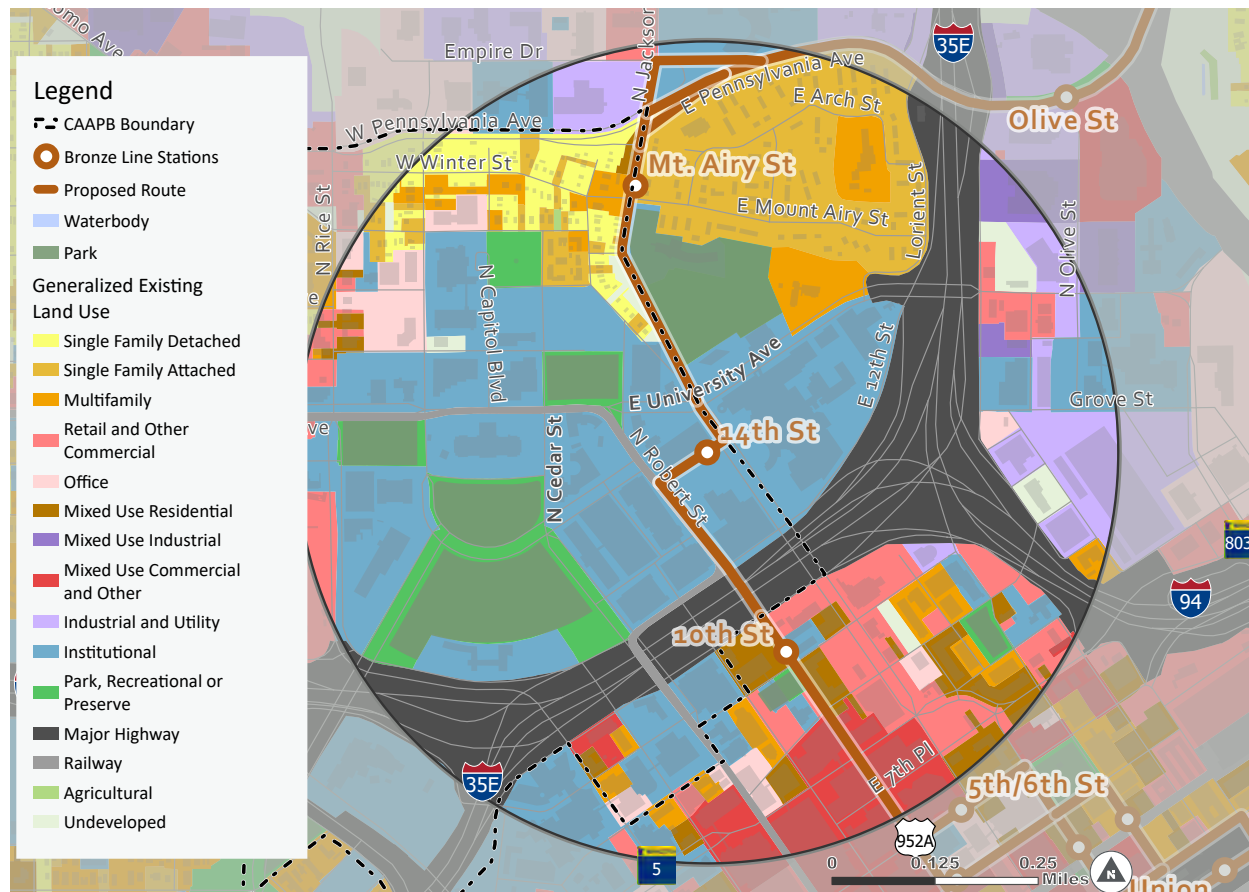 omo Ave
Empire Dr
N Jackson
35E
E Pennsylvania Ave
E Arch St
Olive St
W Pennsylvania Ave
W Winter St
Mt. Airy St
E Mount Airy St
Lorient St
N Rice St
N Olive St
e
N Capitol Blvd
E University Ave
E 12th St
Grove St
ve
14th St
N Cedar St
N Robert St
803
94
10th St
E 7th Pl
35E
5th/6th St
952A
5
0
0.125
0.25
Miles
N
Union
Legend
CAAPB Boundary
Bronze Line Stations
Proposed Route
Waterbody
Park
Generalized Existing
Land Use
Single Family Detached
Single Family Attached
Multifamily
Retail and Other
Commercial
Office
Mixed Use Residential
Mixed Use Industrial
Mixed Use Commercial
and Other
Industrial and Utility
Institutional
Park, Recreational or
Preserve
Major Highway
Railway
Agricultural
Undeveloped